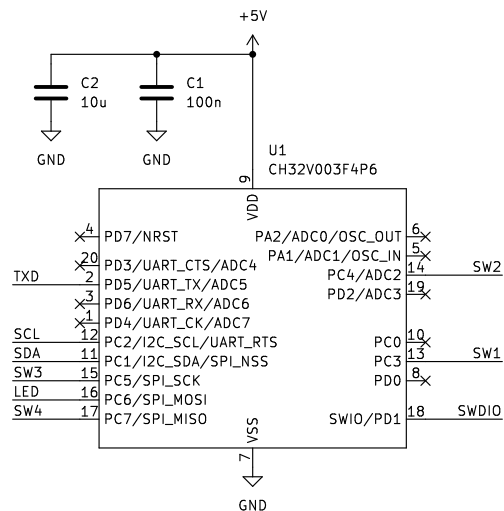 +5V
C2
10u
C1
100n
GND
GND
U1
CH32V003F4P6
9
VDD
4 PD7/NRST
PA2/ADC0/OSC_OUT 6
PA1/ADC1/OSC_IN 5
20 PD3/UART_CTS/ADC4
PC4/ADC2 14 SW2
TXD 2 PD5/UART_TX/ADC5
PD2/ADC3 19
3 PD6/UART_RX/ADC6
1 PD4/UART_CK/ADC7
SCL 12 PC2/I2C_SCL/UART_RTS
PC0 10
SDA 11 PC1/I2C_SDA/SPI_NSS
PC3 13 SW1
SW3 15 PC5/SPI_SCK
PD0 8
LED 16 PC6/SPI_MOSI
SW4 17 PC7/SPI_MISO
SWIO/PD1 18 SWDIO
VSS
7
GND